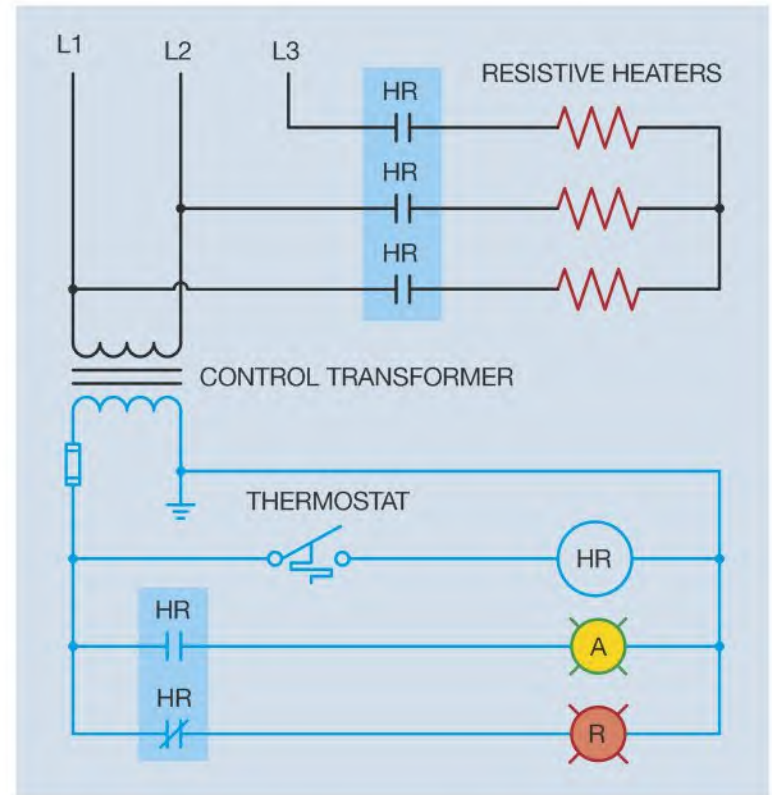 L1 L2 L3
RESISTIVE HEATERS
HR
HR
HR
CONTROL TRANSFORMER
THERMOSTAT
HR
HR
A
HR
R